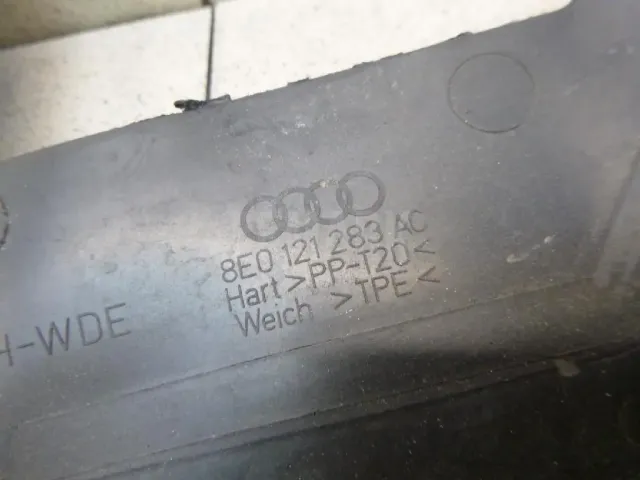 8E0 121 283 AC
Hart >PP-T20<
Weich >TPE<
H-WDE